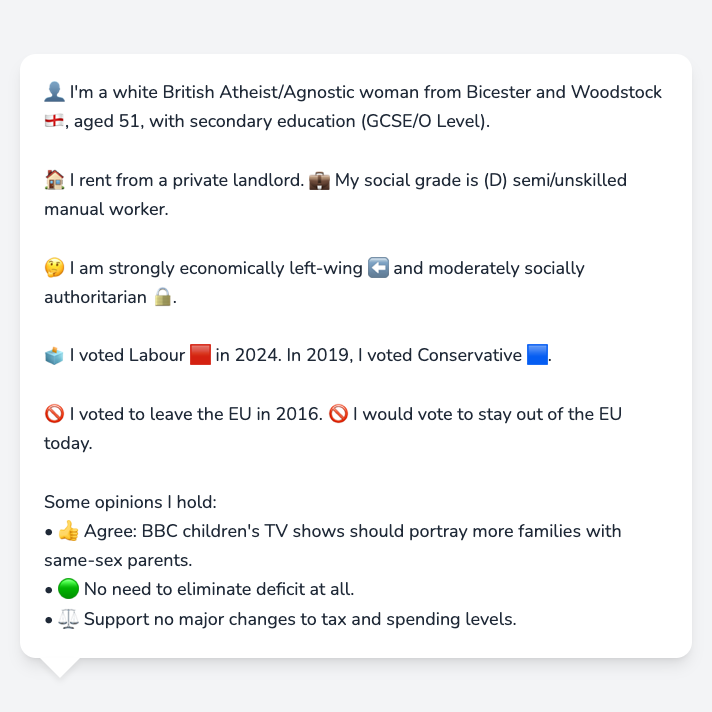 👤 I'm a white British Atheist/Agnostic woman from Bicester and Woodstock
🏴󠁧󠁢󠁥󠁮󠁧󠁿, aged 51, with secondary education (GCSE/O Level).
🏠 I rent from a private landlord. 💼 My social grade is (D) semi/unskilled
manual worker.
🤔 I am strongly economically left-wing ⬅️ and moderately socially
authoritarian 🔒.
🗳️ I voted Labour 🟥 in 2024. In 2019, I voted Conservative 🟦.
🚫 I voted to leave the EU in 2016. 🚫 I would vote to stay out of the EU
today.
Some opinions I hold:
• 👍 Agree: BBC children's TV shows should portray more families with
same-sex parents.
• 🟢 No need to eliminate deficit at all.
• ⚖️ Support no major changes to tax and spending levels.